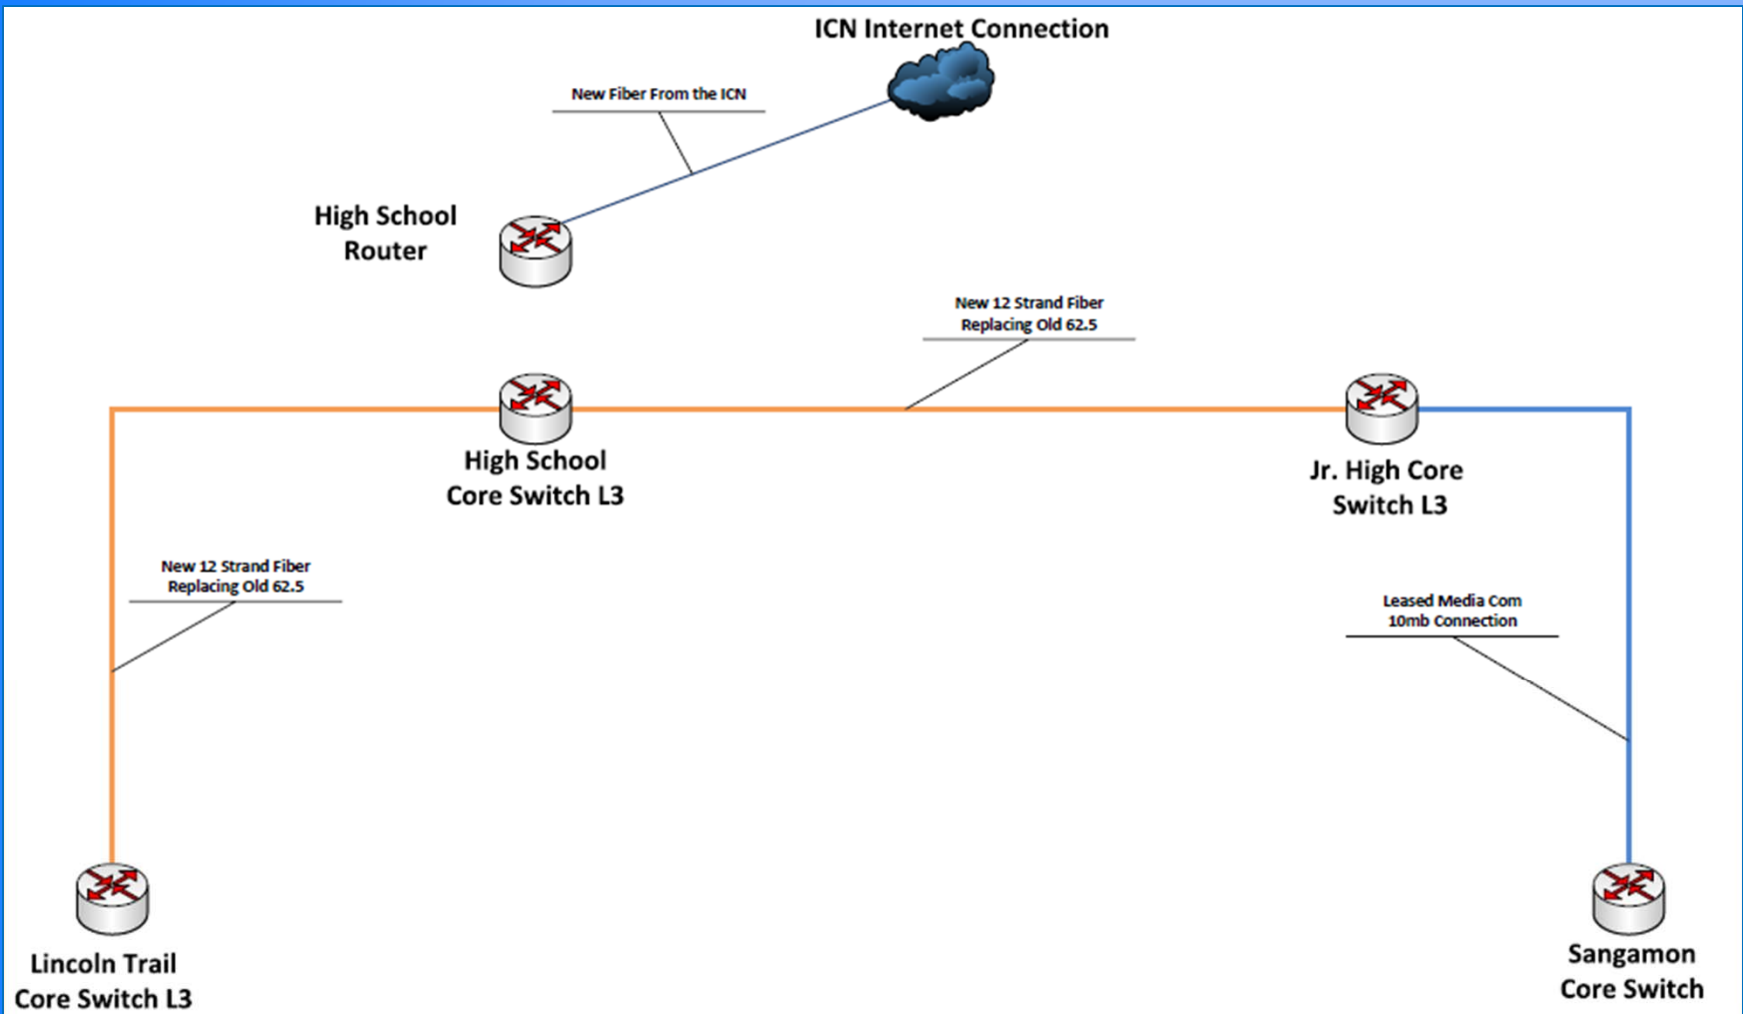 ICN Internet Connection
New Fiber From the ICN
High School
Router
New 12 Strand Fiber
Replacing Old 62.5
High School
Core Switch L3
Jr. High Core
Switch L3
New 12 Strand Fiber
Replacing Old 62.5
Leased Media Com
10mb Connection
Lincoln Trail
Core Switch L3
Sangamon
Core Switch